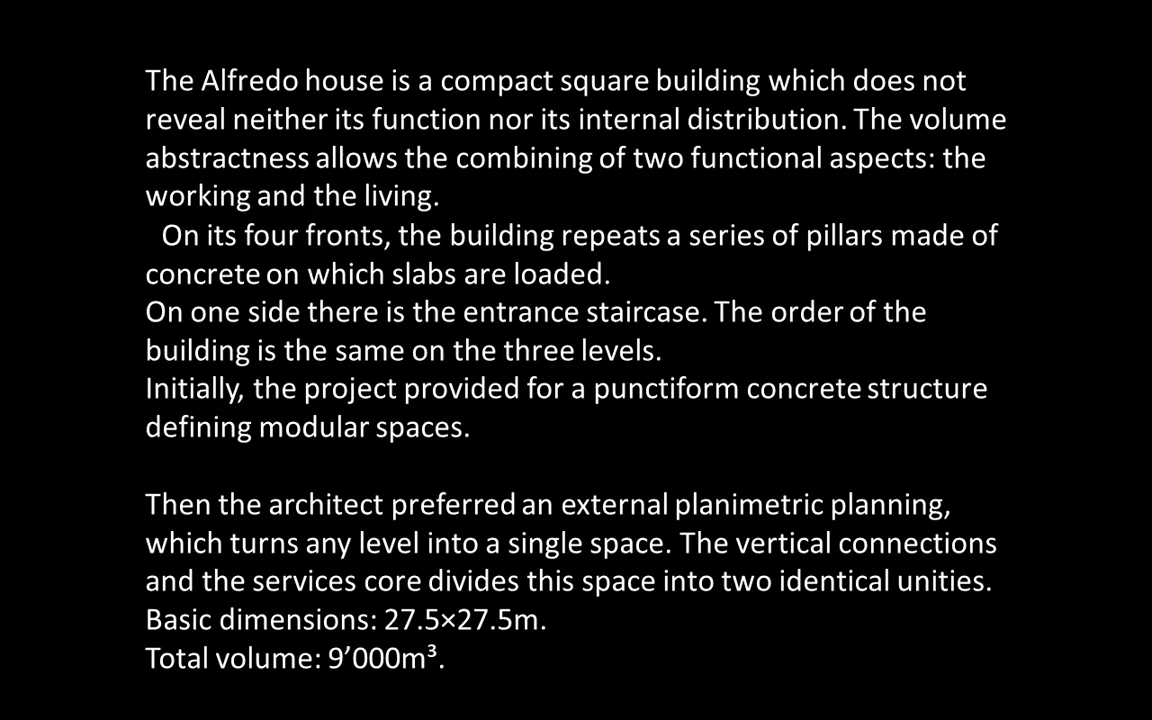 The Alfredo house is a compact square building which does not
reveal neither its function nor its internal distribution. The volume
abstractness allows the combining of two functional aspects: the
working and the living.
On its four fronts, the building repeats a series of pillars made of
concrete on which slabs are loaded.
On one side there is the entrance staircase. The order of the
building is the same on the three levels.
Initially, the project provided for a punctiform concrete structure
defining modular spaces.
Then the architect preferred an external planimetric planning,
which turns any level into a single space. The vertical connections
and the services core divides this space into two identical unities.
Basic dimensions: 27.5×27.5m.
Total volume: 9’000m³.